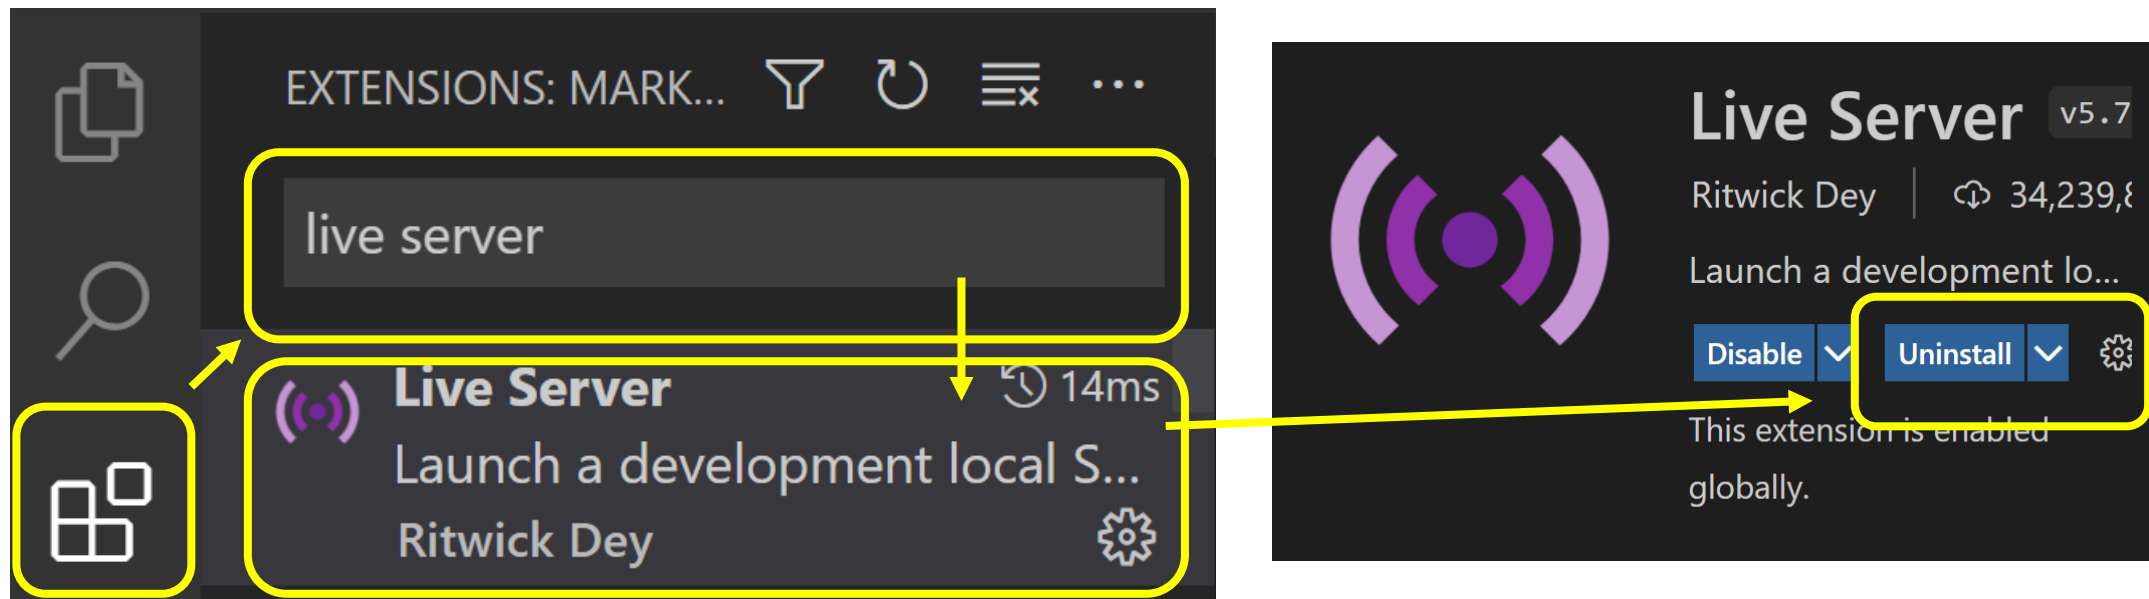 EXTENSIONS: MARK...
live server
Live Server
14ms
Launch a development local S...
Ritwick Dey
Live Server v5.7
Ritwick Dey 34,239,8
Launch a development lo...
Disable Uninstall
This extension is enabled
globally.